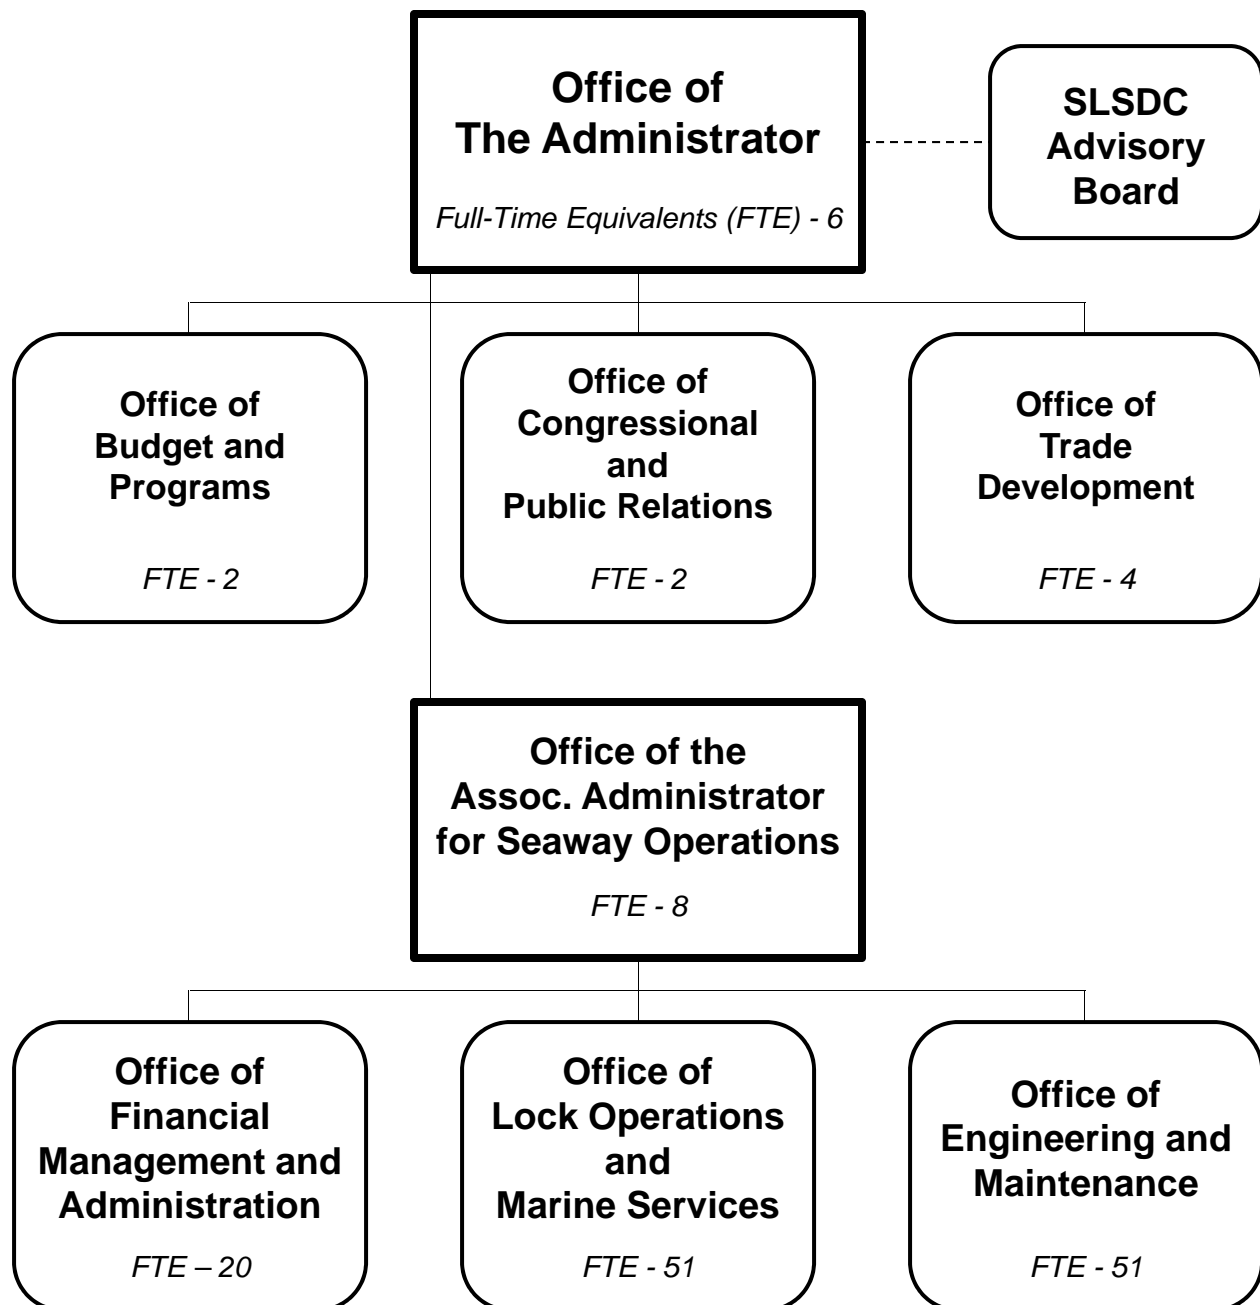 Office of
The Administrator
Full-Time Equivalents (FTE) - 6
SLSDC
Advisory
Board
Office of
Budget and
Programs
FTE - 2
Office of
Congressional
and
Public Relations
FTE - 2
Office of
Trade
Development
FTE - 4
Office of the
Assoc. Administrator
for Seaway Operations
FTE - 8
Office of
Financial
Management and
Administration
FTE – 20
Office of
Lock Operations
and
Marine Services
FTE - 51
Office of
Engineering and
Maintenance
FTE - 51